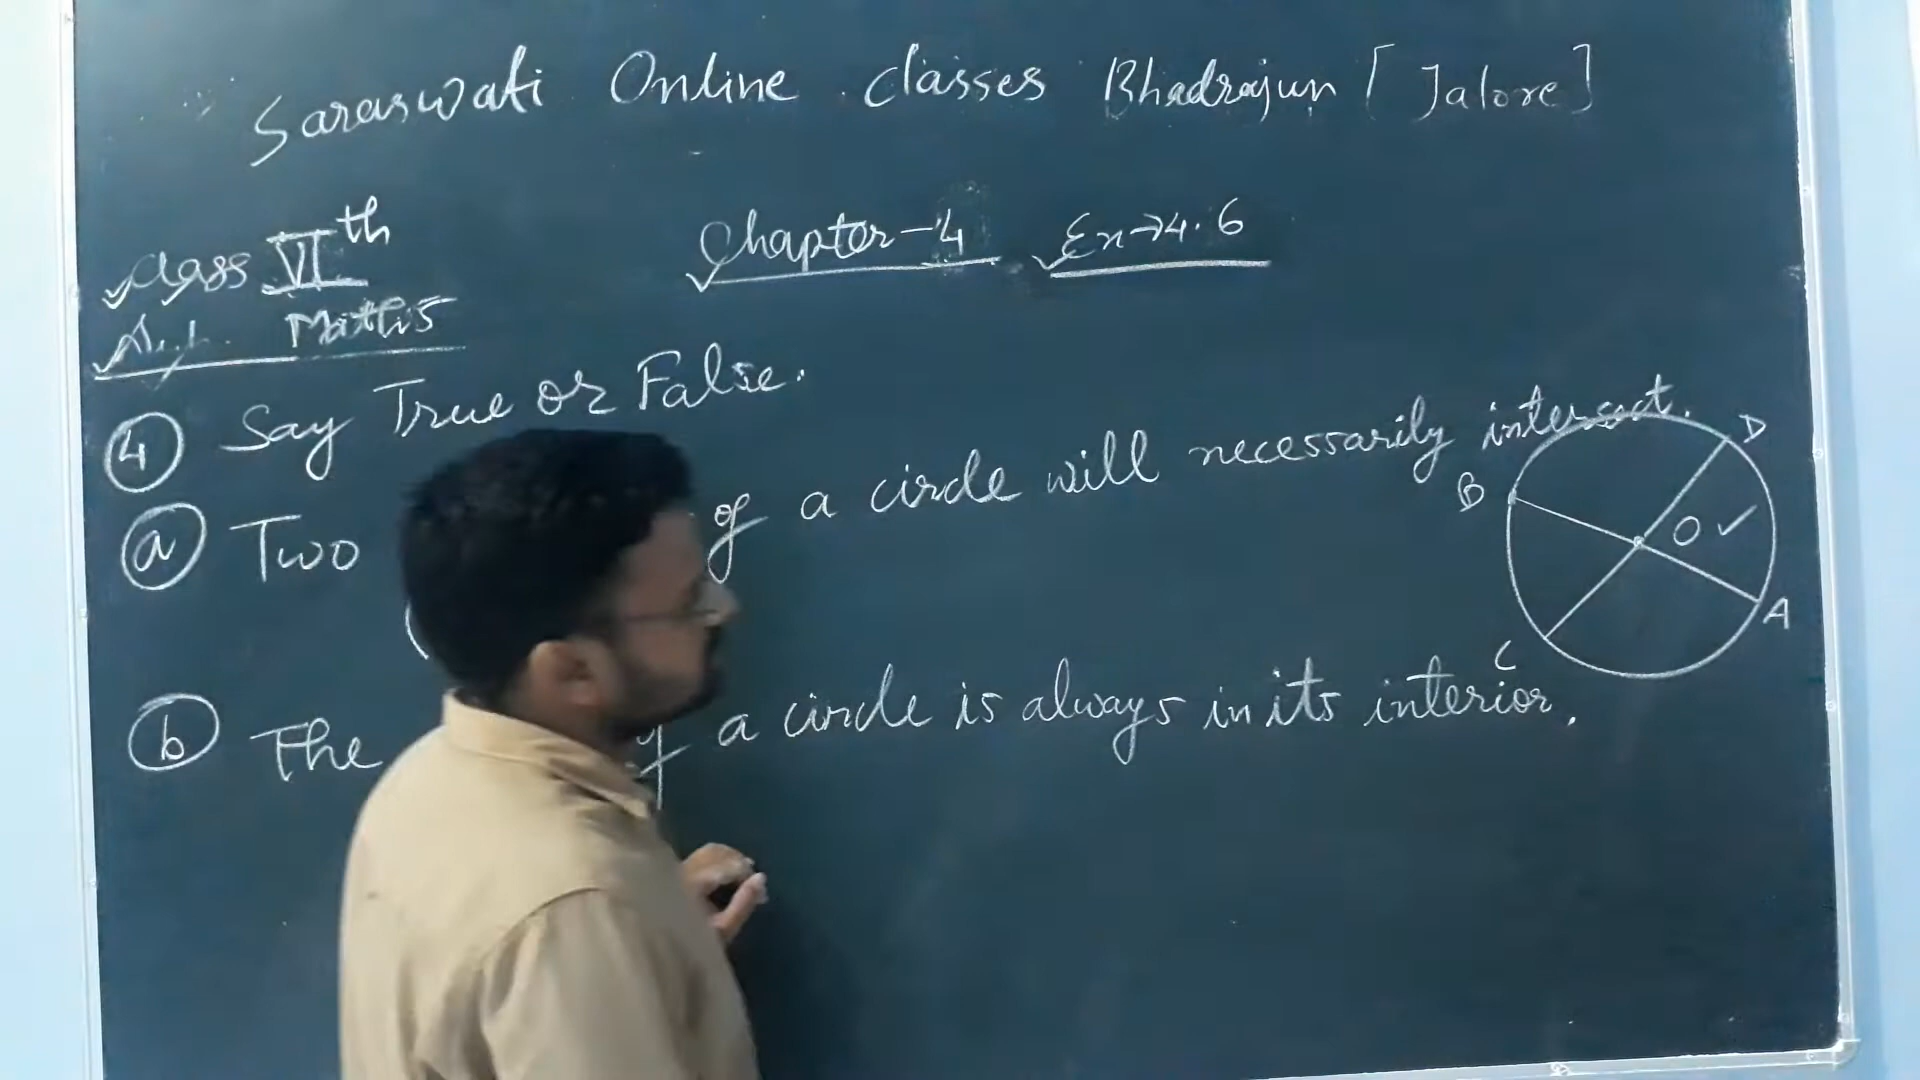 Saraswati Online classes Bhadrajun [Jalore]
Class VIth
Chapter-4 Ex→4.6
Sub. Maths
4 Say True or False.
a Two of a circle will necessarily intersect.
b The of a circle is always in its interior.
D
B
O
A
C